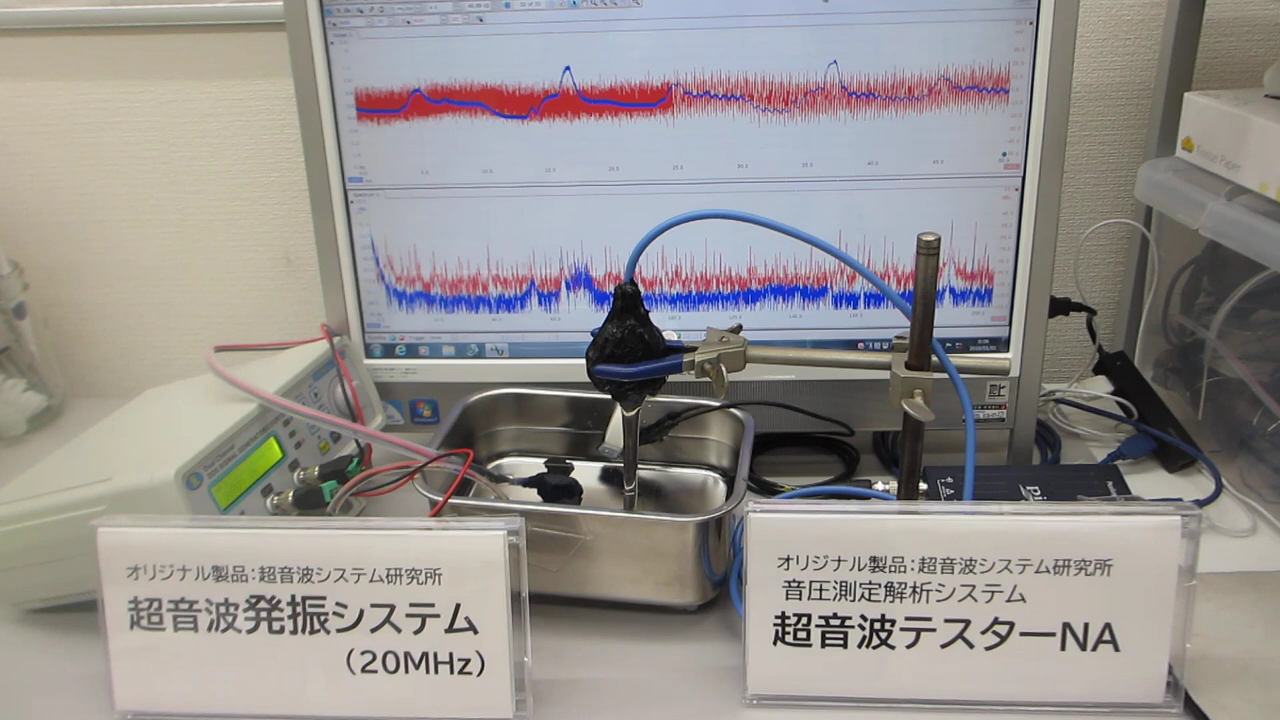 Tissue Paper
オリジナル製品：超音波システム研究所
超音波発振システム
（20MHz）
オリジナル製品：超音波システム研究所
音圧測定解析システム
超音波テスターNA